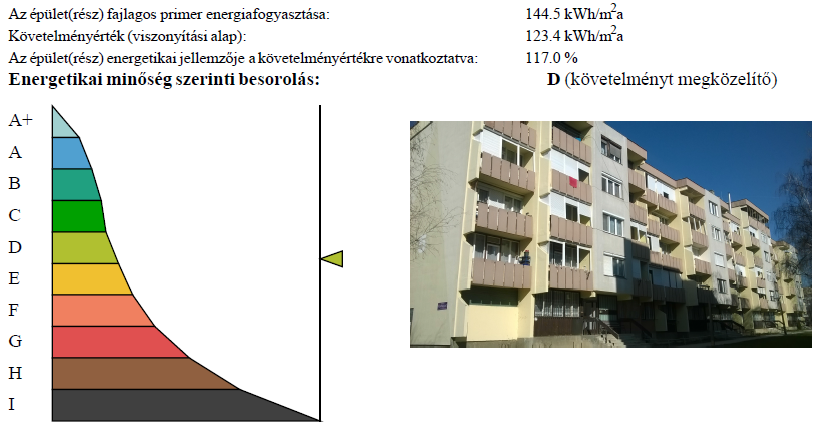 Az épület(rész) fajlagos primer energiafogyasztása: 144.5 kWh/m²a
Követelményérték (viszonyítási alap): 123.4 kWh/m²a
Az épület(rész) energetikai jellemzője a követelményértékre vonatkoztatva: 117.0 %
Energetikai minőség szerinti besorolás: D (követelményt megközelítő)
A+
A
B
C
D
E
F
G
H
I